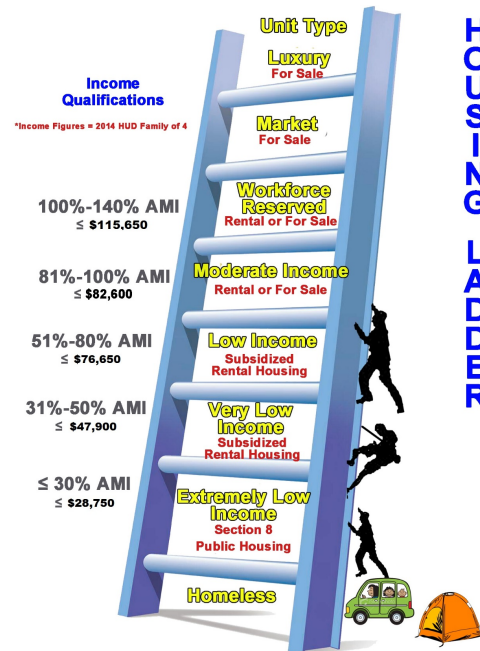 Unit Type
Luxury
For Sale
Income
Qualifications
*Income Figures = 2014 HUD Family of 4
Market
For Sale
100%-140% AMI
≤ $115,650
Workforce
Reserved
Rental or For Sale
81%-100% AMI
≤ $82,600
Moderate Income
Rental or For Sale
51%-80% AMI
≤ $76,650
Low Income
Subsidized
Rental Housing
31%-50% AMI
≤ $47,900
Very Low
Income
Subsidized
Rental Housing
≤ 30% AMI
≤ $28,750
Extremely Low
Income
Section 8
Public Housing
Homeless
HOUSING LADDER